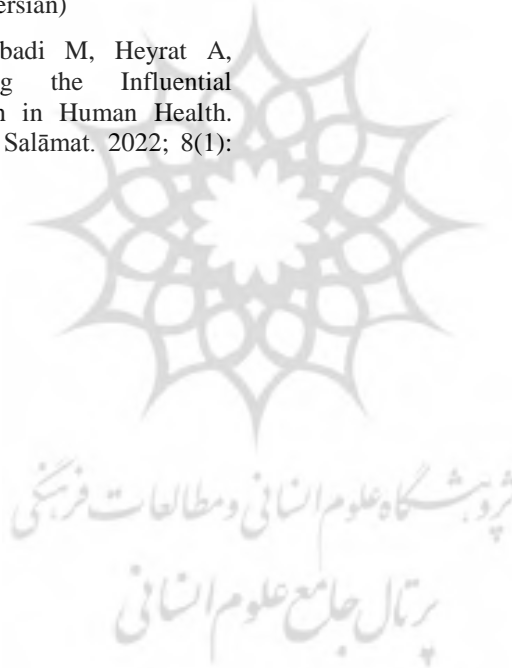 ersian)
badi M, Heyrat A,
g the Influential
n in Human Health.
Salāmat. 2022; 8(1):
پژوهشگاه علوم انسانی و مطالعات فرهنگی
پرتال جامع علوم انسانی